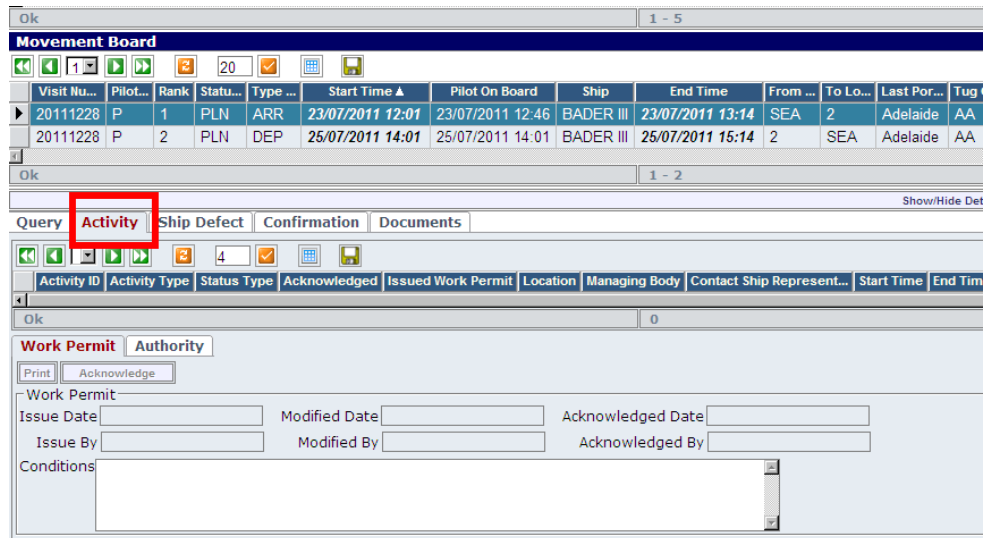 Ok 1 - 5
Movement Board
1 20
Visit Nu... Pilot... Rank Statu... Type ... Start Time ▲ Pilot On Board Ship End Time From ... To Lo... Last Por... Tug
20111228 P 1 PLN ARR 23/07/2011 12:01 23/07/2011 12:46 BADER III 23/07/2011 13:14 SEA 2 Adelaide AA
20111228 P 2 PLN DEP 25/07/2011 14:01 25/07/2011 14:01 BADER III 25/07/2011 15:14 2 SEA Adelaide AA
Ok 1 - 2
Show/Hide Det
Query Activity Ship Defect Confirmation Documents
4
Activity ID Activity Type Status Type Acknowledged Issued Work Permit Location Managing Body Contact Ship Represent... Start Time End Tim
Ok 0
Work Permit Authority
Print Acknowledge
Work Permit
Issue Date Modified Date Acknowledged Date
Issue By Modified By Acknowledged By
Conditions